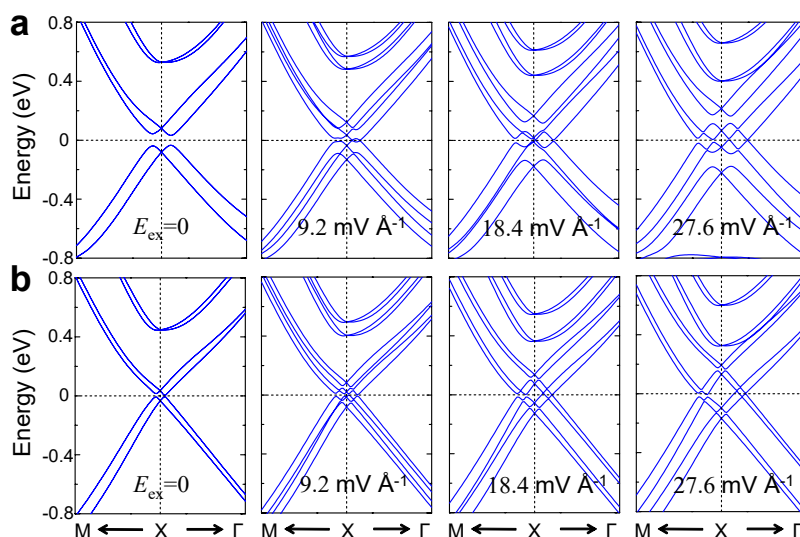 a
Energy (eV)
0.8
0.4
0
-0.4
-0.8
E_ex=0
9.2 mV Å-1
18.4 mV Å-1
27.6 mV Å-1
b
Energy (eV)
0.8
0.4
0
-0.4
-0.8
E_ex=0
9.2 mV Å-1
18.4 mV Å-1
27.6 mV Å-1
M ← X → Γ M ← X → Γ M ← X → Γ M ← X → Γ